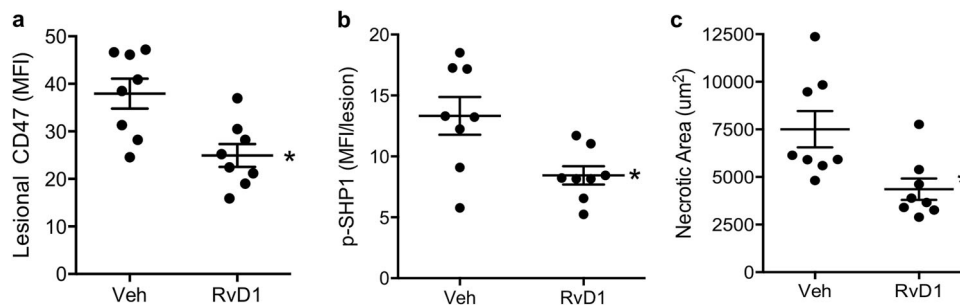 a
Lesional CD47 (MFI)
50
40
30
20
10
0
*
Veh
RvD1
b
p-SHP1 (MFI/lesion)
20
15
10
5
0
*
Veh
RvD1
c
Necrotic Area (um²)
12500
10000
7500
5000
2500
0
*
Veh
RvD1